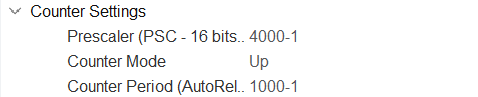 Counter Settings
Prescaler (PSC - 16 bits.. 4000-1
Counter Mode Up
Counter Period (AutoRel.. 1000-1